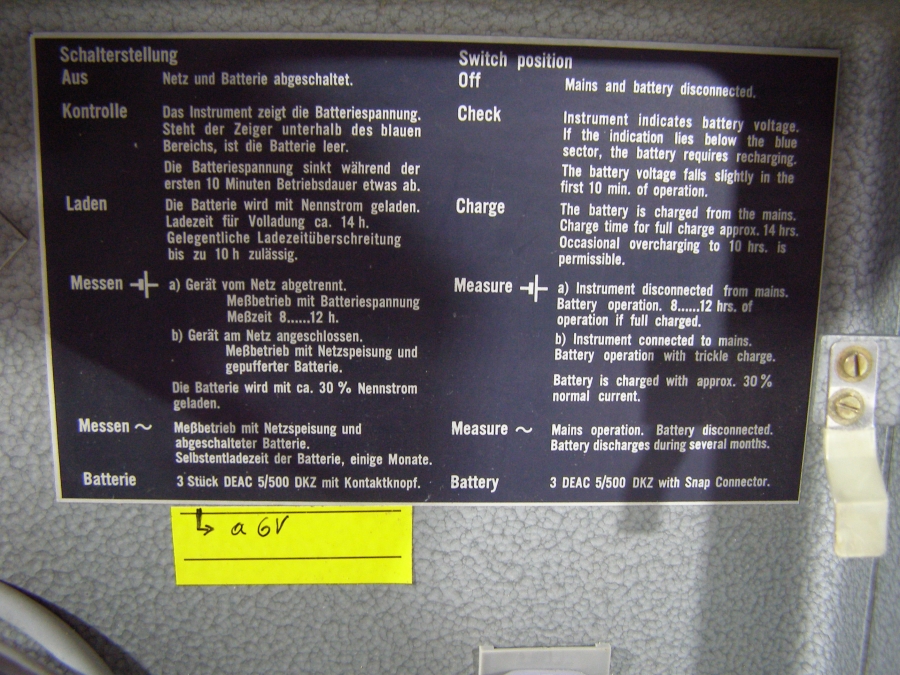 Schalterstellung
Aus Netz und Batterie abgeschaltet.
Kontrolle Das Instrument zeigt die Batteriespannung.
Steht der Zeiger unterhalb des blauen
Bereichs, ist die Batterie leer.
Die Batteriespannung sinkt während der
ersten 10 Minuten Betriebsdauer etwas ab.
Laden Die Batterie wird mit Nennstrom geladen.
Ladezeit für Volladung ca. 14 h.
Gelegentliche Ladezeitüberschreitung
bis zu 10 h zulässig.
Messen a) Gerät vom Netz abgetrennt.
Meßbetrieb mit Batteriespannung
Meßzeit 8......12 h.
b) Gerät am Netz angeschlossen.
Meßbetrieb mit Netzspeisung und
gepufferter Batterie.
Die Batterie wird mit ca. 30 % Nennstrom
geladen.
Messen ~ Meßbetrieb mit Netzspeisung und
abgeschalteter Batterie.
Selbstentladezeit der Batterie, einige Monate.
Batterie 3 Stück DEAC 5/500 DKZ mit Kontaktknopf.
Switch position
Off Mains and battery disconnected.
Check Instrument indicates battery voltage.
If the indication lies below the blue
sector, the battery requires recharging.
The battery voltage falls slightly in the
first 10 min. of operation.
Charge The battery is charged from the mains.
Charge time for full charge approx. 14 hrs.
Occasional overcharging to 10 hrs. is
permissible.
Measure a) Instrument disconnected from mains.
Battery operation. 8......12 hrs. of
operation if full charged.
b) Instrument connected to mains.
Battery operation with trickle charge.
Battery is charged with approx. 30 %
normal current.
Measure ~ Mains operation. Battery disconnected.
Battery discharges during several months.
Battery 3 DEAC 5/500 DKZ with Snap Connector.
↳ a 6V